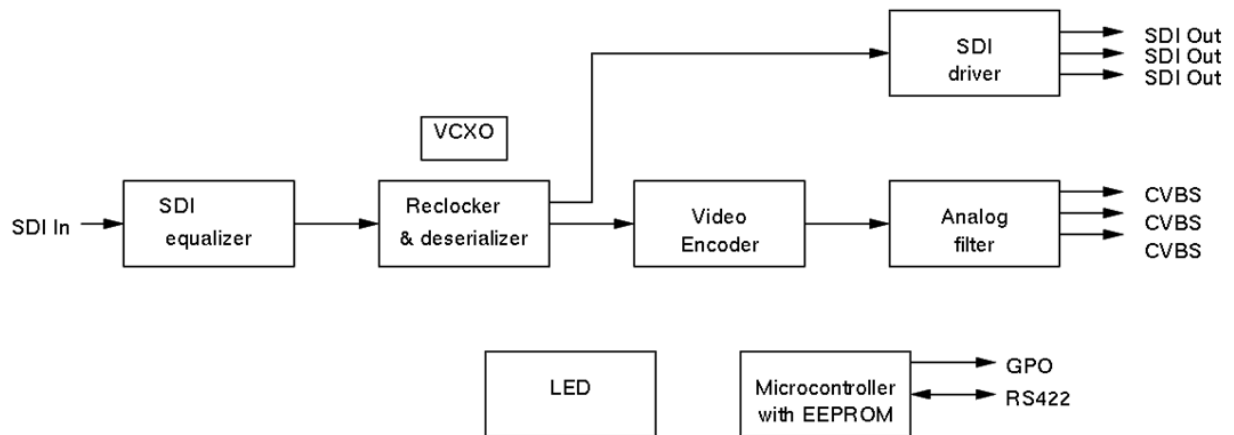 SDI
driver
SDI Out
SDI Out
SDI Out
VCXO
SDI In
SDI
equalizer
Reclocker
& deserializer
Video
Encoder
Analog
filter
CVBS
CVBS
CVBS
LED
Microcontroller
with EEPROM
GPO
RS422